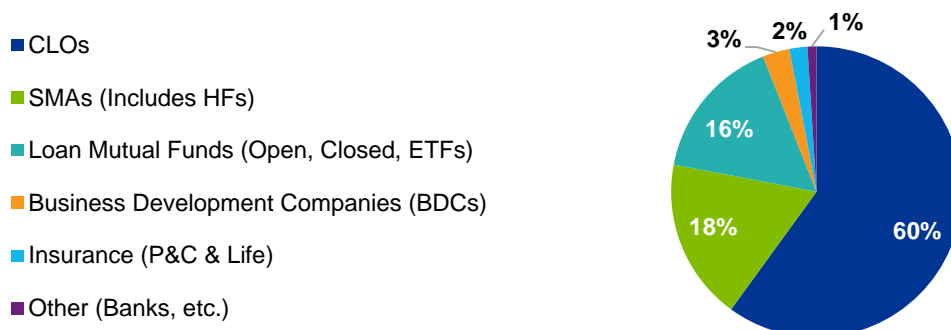 CLOs
SMAs (Includes HFs)
Loan Mutual Funds (Open, Closed, ETFs)
Business Development Companies (BDCs)
Insurance (P&C & Life)
Other (Banks, etc.)
3%
2%
1%
16%
18%
60%